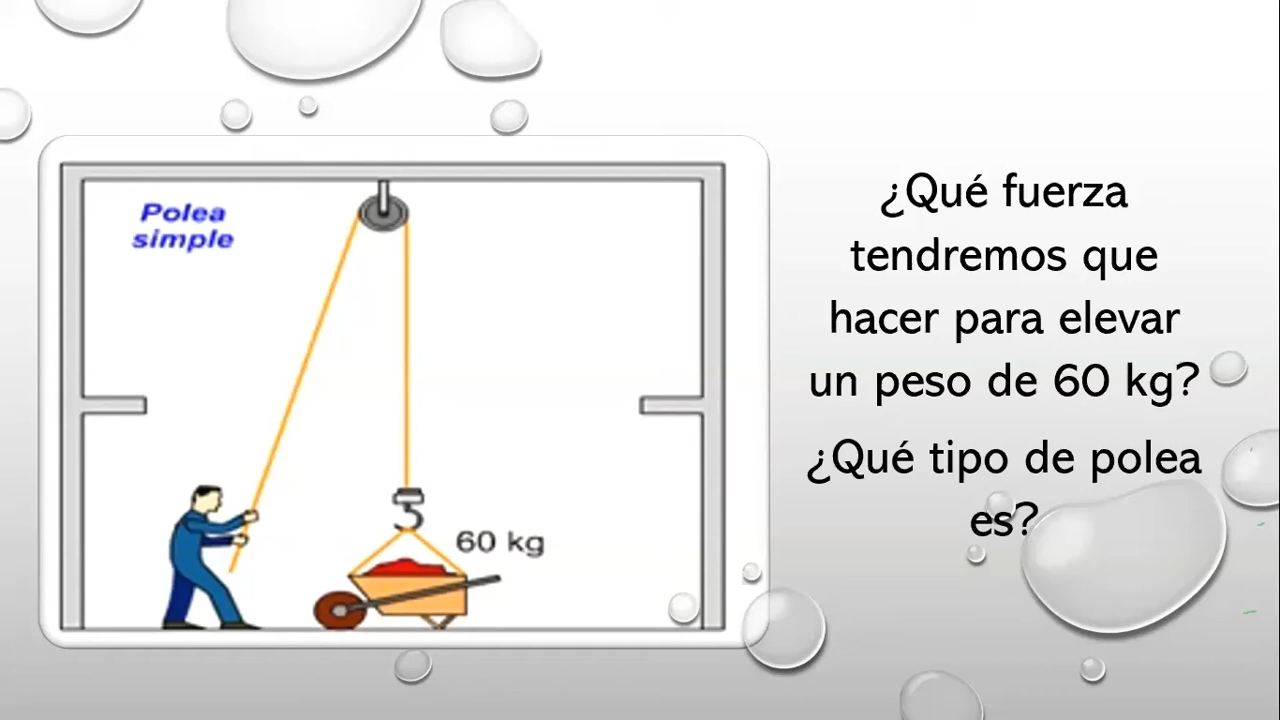 Polea
simple
60 kg
¿Qué fuerza
tendremos que
hacer para elevar
un peso de 60 kg?
¿Qué tipo de polea
es?